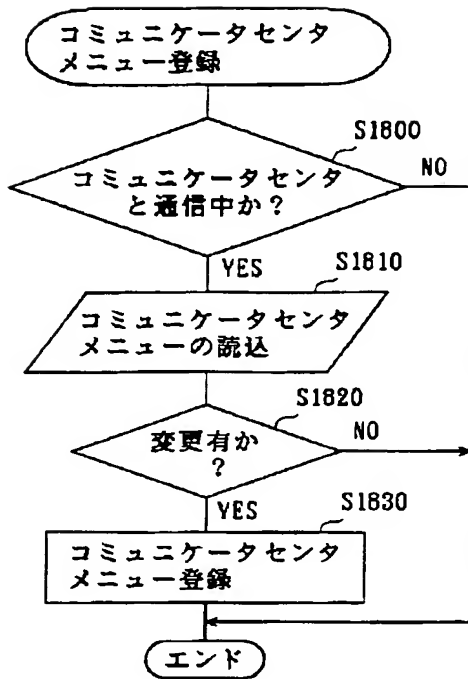 コミュニケータセンタ
メニュー登録
S1800
NO
コミュニケータセンタ
と通信中か?
YES
S1810
コミュニケータセンタ
メニューの読込
S1820
NO
変更有か
?
YES
S1830
コミュニケータセンタ
メニュー登録
エンド